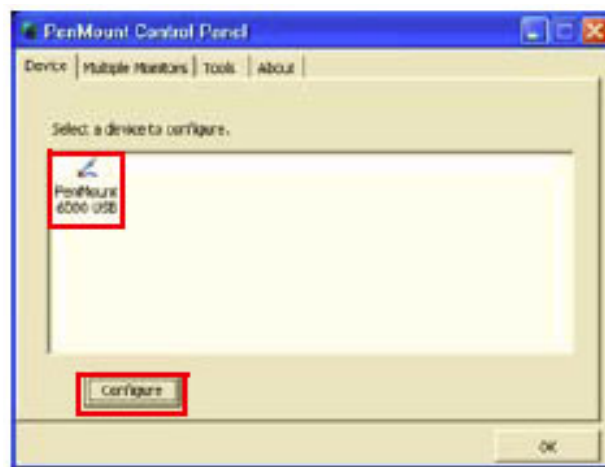 PenMount Control Panel
Device Multiple Monitors Tools About
Select a device to configure.
PenMount
6000 USB
Configure
OK